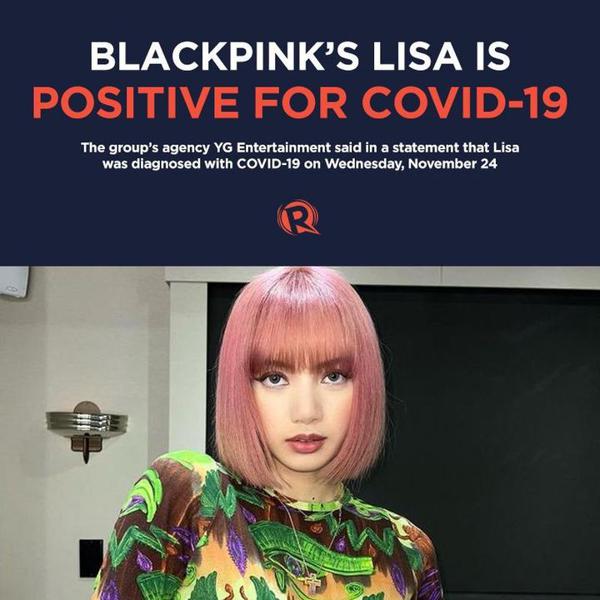 BLACKPINK’S LISA IS
POSITIVE FOR COVID-19
The group’s agency YG Entertainment said in a statement that Lisa
was diagnosed with COVID-19 on Wednesday, November 24
R